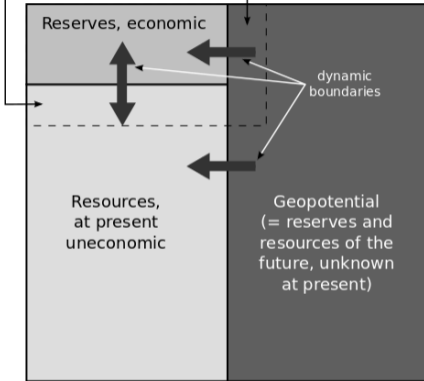 Reserves, economic
dynamic
boundaries
Resources,
at present
uneconomic
Geopotential
(= reserves and
resources of the
future, unknown
at present)